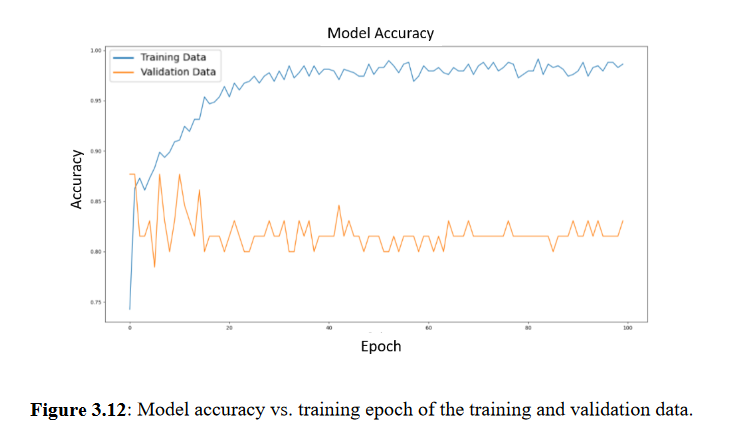 Model Accuracy
Training Data
Validation Data
1.00
0.95
0.90
0.85
0.80
0.75
Accuracy
0 20 40 60 80 100
Epoch
Figure 3.12: Model accuracy vs. training epoch of the training and validation data.